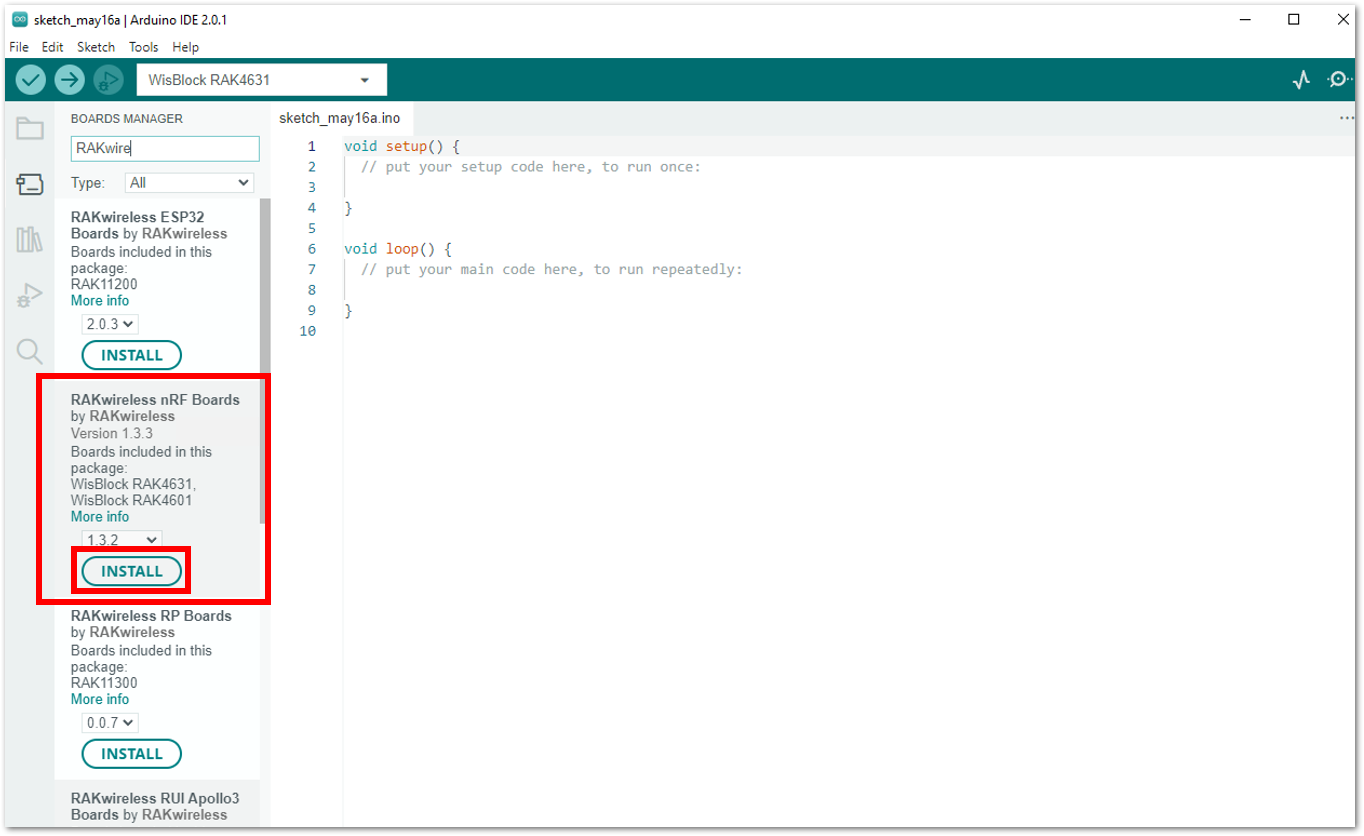 sketch_may16a | Arduino IDE 2.0.1
File Edit Sketch Tools Help
WisBlock RAK4631
BOARDS MANAGER
RAKwire
Type: All
RAKwireless ESP32
Boards by RAKwireless
Boards included in this
package:
RAK11200
More info
2.0.3
INSTALL
RAKwireless nRF Boards
by RAKwireless
Version 1.3.3
Boards included in this
package:
WisBlock RAK4631,
WisBlock RAK4601
More info
1.3.2
INSTALL
RAKwireless RP Boards
by RAKwireless
Boards included in this
package:
RAK11300
More info
0.0.7
INSTALL
RAKwireless RUI Apollo3
Boards by RAKwireless
sketch_may16a.ino
1 void setup() {
2 // put your setup code here, to run once:
3
4 }
5
6 void loop() {
7 // put your main code here, to run repeatedly:
8
9 }
10